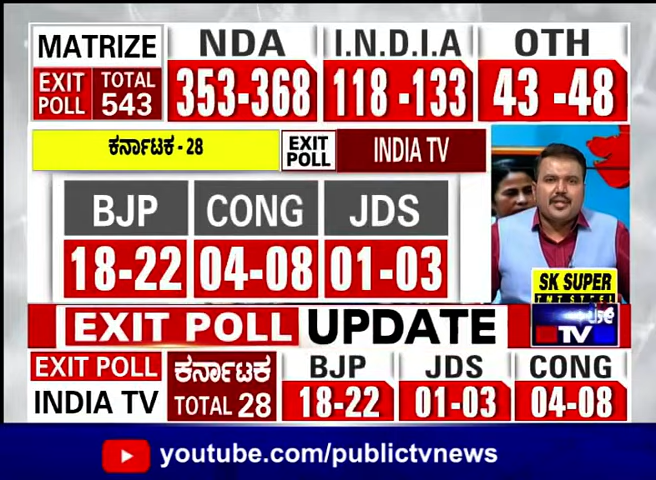 MATRIZE
EXIT POLL
TOTAL 543
NDA
353-368
I.N.D.I.A
118 -133
OTH
43 -48
ಕರ್ನಾಟಕ - 28
EXIT POLL
INDIA TV
BJP
18-22
CONG
04-08
JDS
01-03
SK SUPER
TMT STEEL
TV
EXIT POLL UPDATE
EXIT POLL
INDIA TV
ಕರ್ನಾಟಕ
TOTAL 28
BJP
18-22
JDS
01-03
CONG
04-08
youtube.com/publictvnews